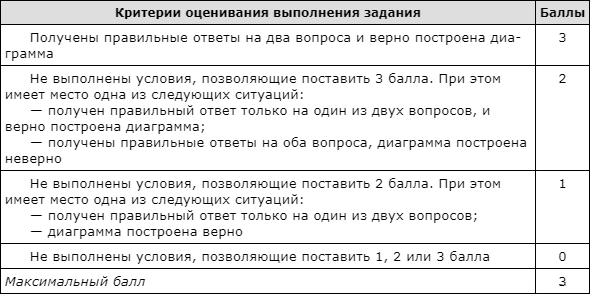 Критерии оценивания выполнения задания Баллы
Получены правильные ответы на два вопроса и верно построена диа- 3
грамма
Не выполнены условия, позволяющие поставить 3 балла. При этом 2
имеет место одна из следующих ситуаций:
— получен правильный ответ только на один из двух вопросов, и
верно построена диаграмма;
— получены правильные ответы на оба вопроса, диаграмма построена
неверно
Не выполнены условия, позволяющие поставить 2 балла. При этом 1
имеет место одна из следующих ситуаций:
— получен правильный ответ только на один из двух вопросов;
— диаграмма построена верно
Не выполнены условия, позволяющие поставить 1, 2 или 3 балла 0
Максимальный балл 3